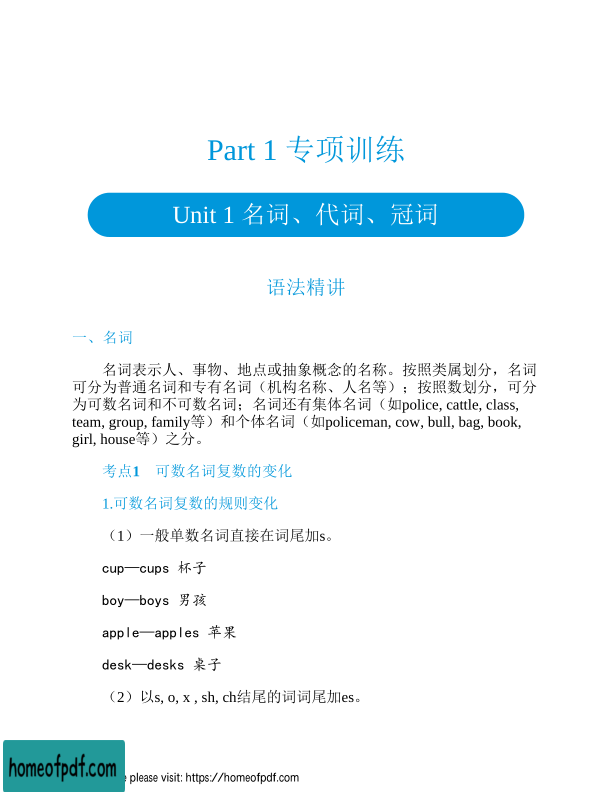 Part 1 专项训练
Unit 1 名词、代词、冠词
语法精讲
一、名词
名词表示人、事物、地点或抽象概念的名称。按照类属划分，名词
可分为普通名词和专有名词（机构名称、人名等）；按照数划分，可分
为可数名词和不可数名词；名词还有集体名词（如police, cattle, class,
team, group, family等）和个体名词（如policeman, cow, bull, bag, book,
girl, house等）之分。
考点1 可数名词复数的变化
1.可数名词复数的规则变化
（1）一般单数名词直接在词尾加s。
cup—cups 杯子
boy—boys 男孩
apple—apples 苹果
desk—desks 桌子
（2）以s, o, x , sh, ch结尾的词词尾加es。
homeofpdf.com
please visit: https://homeofpdf.com